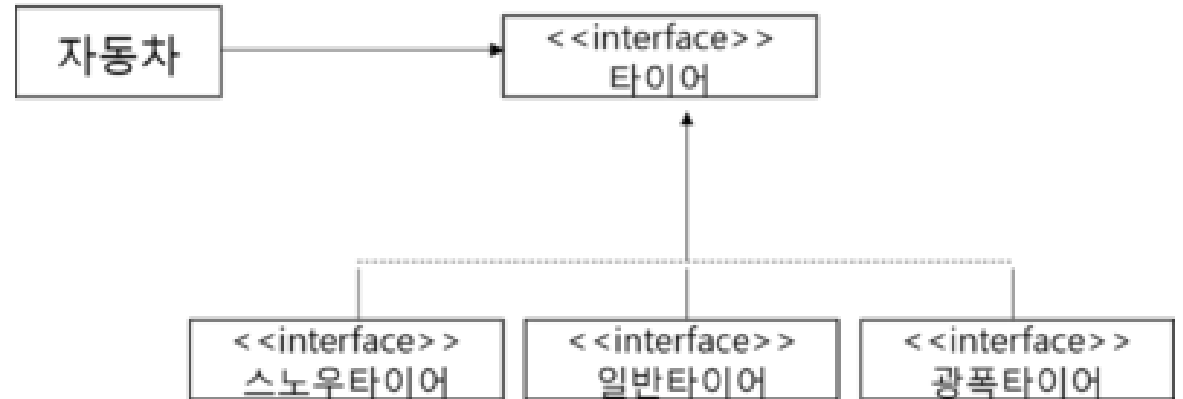 자동차
<<interface>>
타이어
<<interface>>
스노우타이어
<<interface>>
일반타이어
<<interface>>
광폭타이어